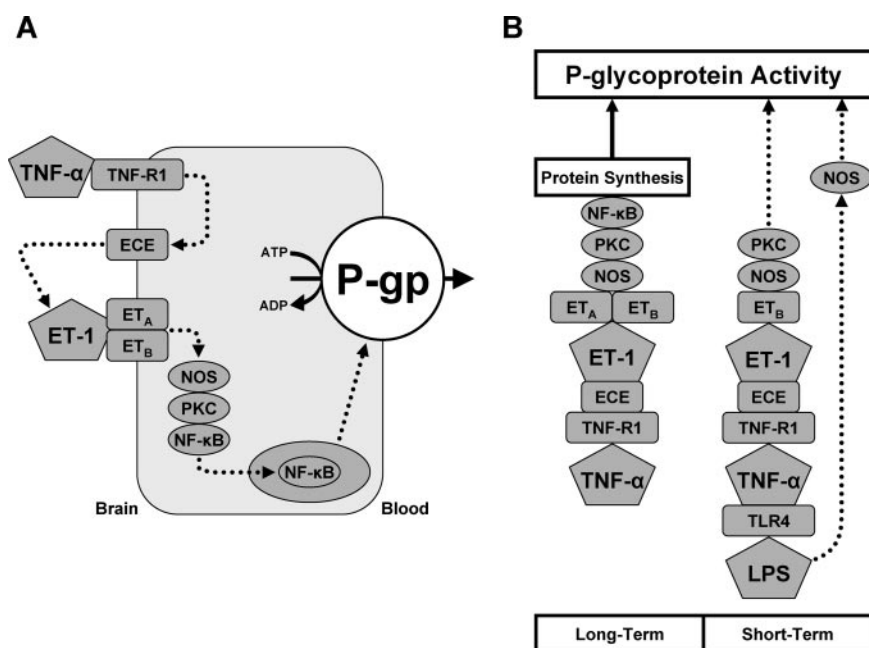 A
TNF-α
TNF-R1
ECE
ET-1
ETA
ETB
NOS
PKC
NF-κB
NF-κB
ATP
ADP
P-gp
Brain
Blood
B
P-glycoprotein Activity
Protein Synthesis
NF-κB
PKC
NOS
ETA
ETB
ET-1
ECE
TNF-R1
TNF-α
NOS
PKC
NOS
ETB
ET-1
ECE
TNF-R1
TNF-α
TLR4
LPS
Long-Term
Short-Term